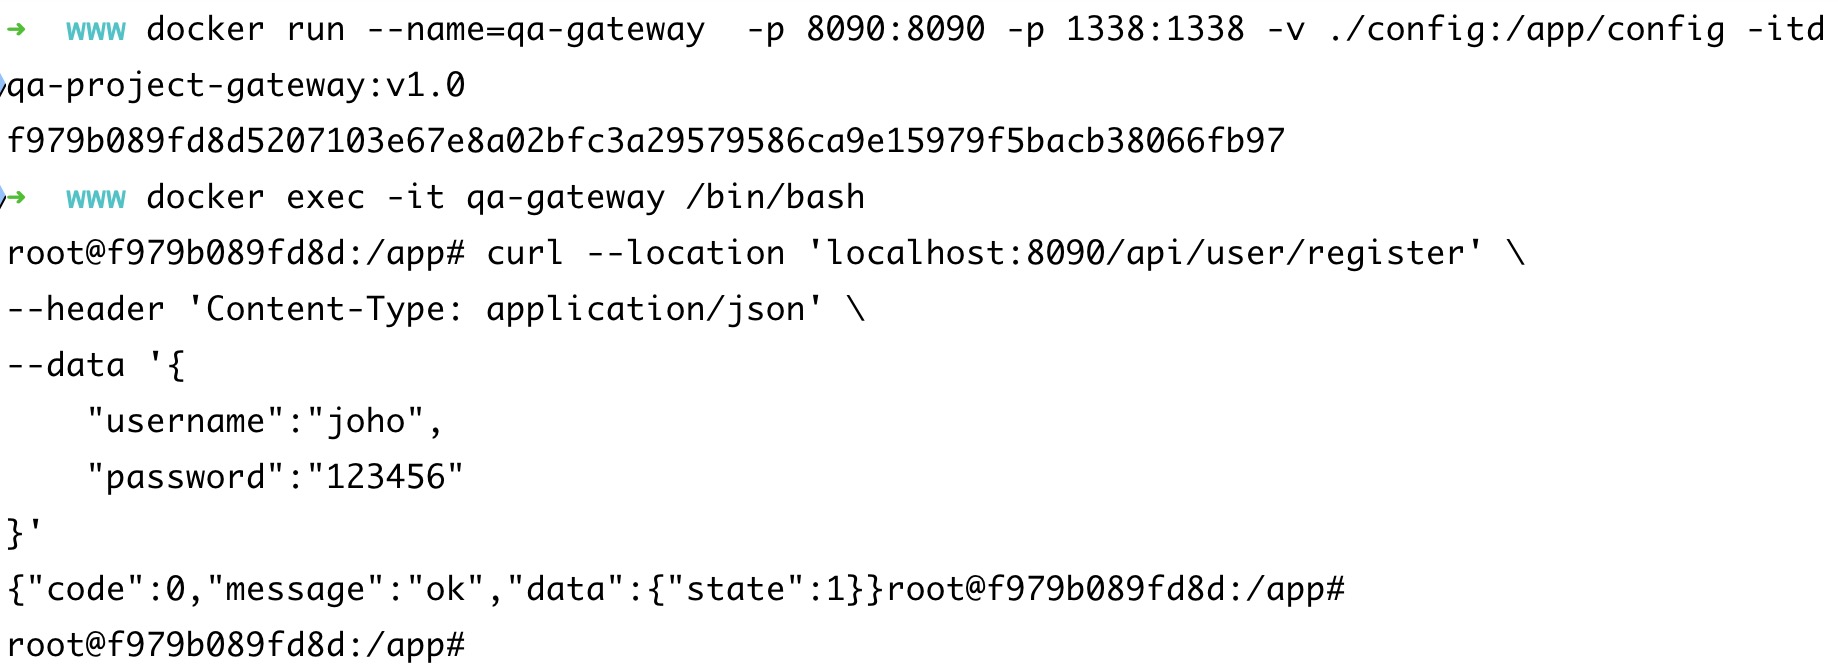 ➜  www docker run --name=qa-gateway  -p 8090:8090 -p 1338:1338 -v ./config:/app/config -itd
qa-project-gateway:v1.0
f979b089fd8d5207103e67e8a02bfc3a29579586ca9e15979f5bacb38066fb97
➜  www docker exec -it qa-gateway /bin/bash
root@f979b089fd8d:/app# curl --location 'localhost:8090/api/user/register' \
--header 'Content-Type: application/json' \
--data '{
    "username":"joho",
    "password":"123456"
}'
{"code":0,"message":"ok","data":{"state":1}}root@f979b089fd8d:/app#
root@f979b089fd8d:/app#